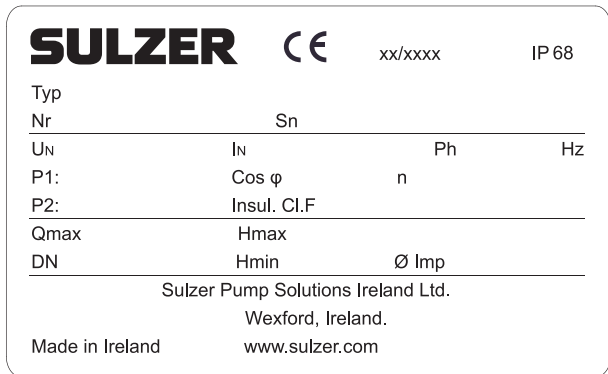 SULZER CE xx/xxxx IP 68
Typ
Nr Sn
UN IN Ph Hz
P1: Cos φ n
P2: Insul. Cl.F
Qmax Hmax
DN Hmin Ø Imp
Sulzer Pump Solutions Ireland Ltd.
Wexford, Ireland.
Made in Ireland www.sulzer.com